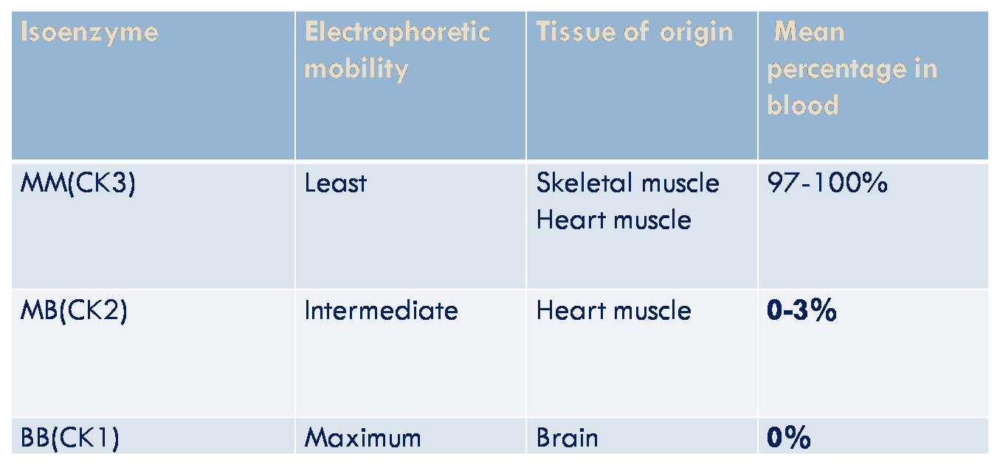 Isoenzyme
Electrophoretic
mobility
Tissue of origin
Mean
percentage in
blood
MM(CK3)
Least
Skeletal muscle
Heart muscle
97-100%
MB(CK2)
Intermediate
Heart muscle
0-3%
BB(CK1)
Maximum
Brain
0%